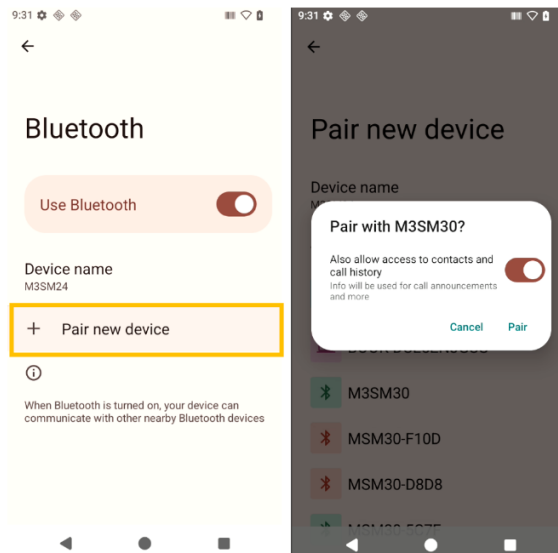 9:31
Bluetooth
Use Bluetooth
Device name
M3SM24
+ Pair new device
When Bluetooth is turned on, your device can
communicate with other nearby Bluetooth devices
9:31
Pair new device
Device name
Pair with M3SM30?
Also allow access to contacts and
call history
Info will be used for call announcements
and more
Cancel Pair
M3SM30
MSM30-F10D
MSM30-D8D8